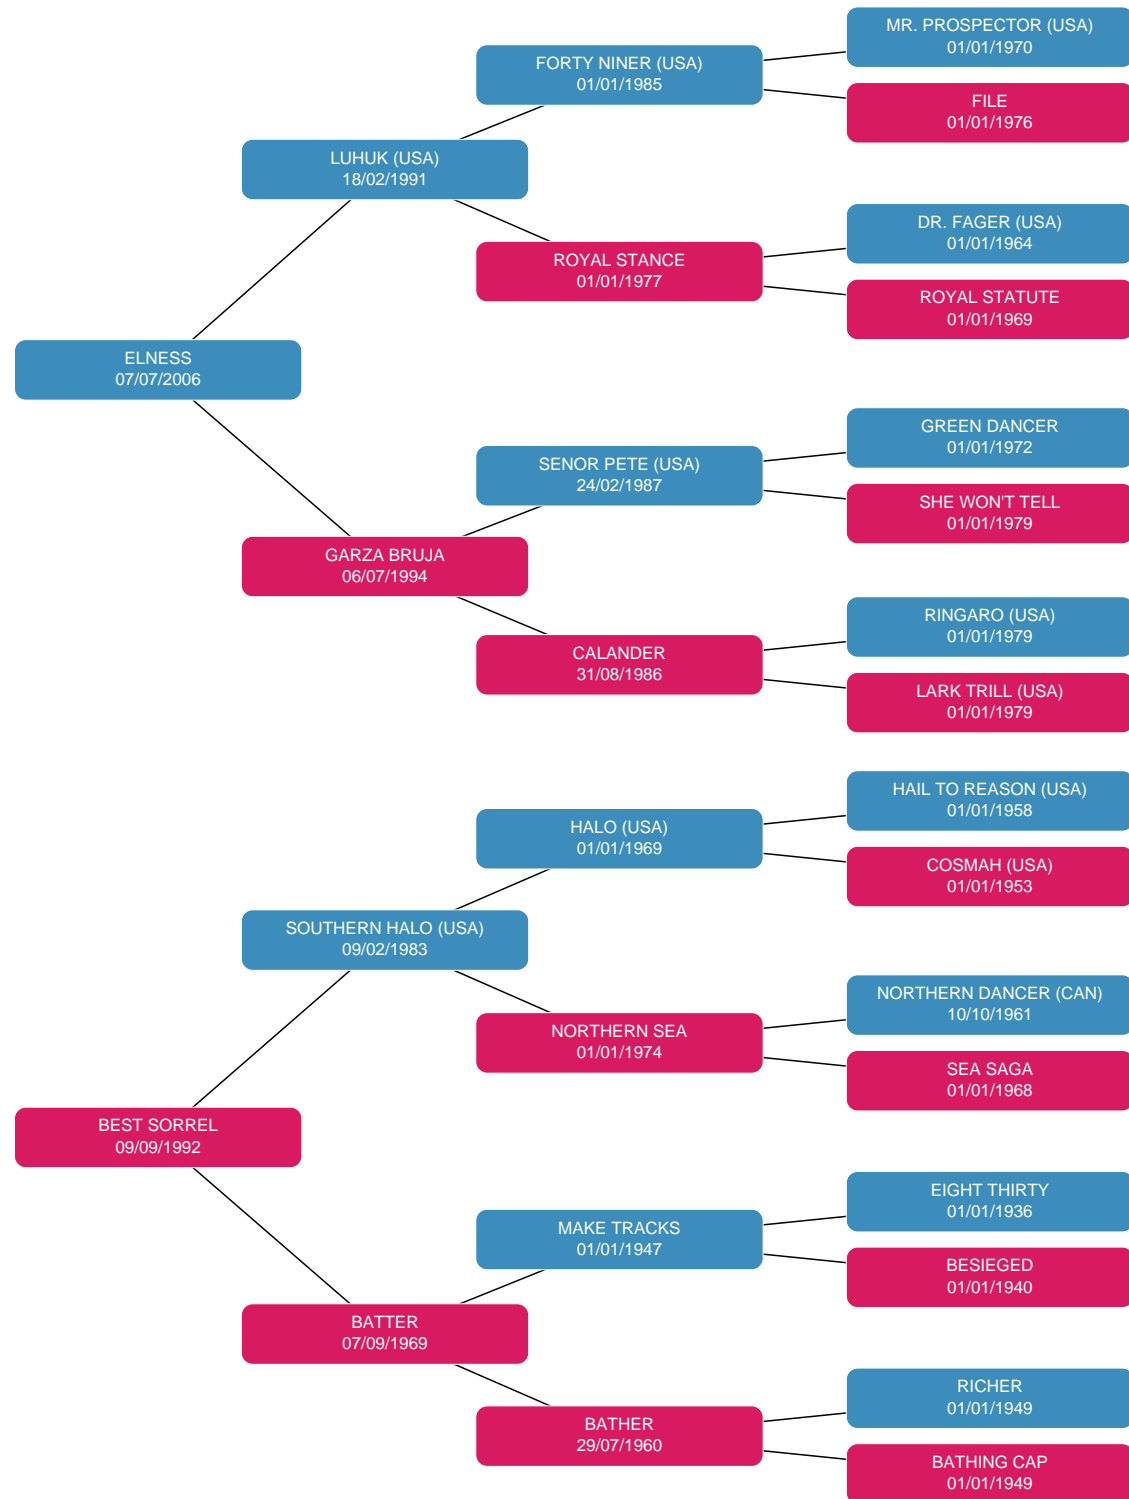 MR. PROSPECTOR (USA)
01/01/1970
FORTY NINER (USA)
01/01/1985
FILE
01/01/1976
LUHUK (USA)
18/02/1991
DR. FAGER (USA)
01/01/1964
ROYAL STANCE
01/01/1977
ROYAL STATUTE
01/01/1969
ELNESS
07/07/2006
GREEN DANCER
01/01/1972
SENOR PETE (USA)
24/02/1987
SHE WON'T TELL
01/01/1979
GARZA BRUJA
06/07/1994
RINGARO (USA)
01/01/1979
CALANDER
31/08/1986
LARK TRILL (USA)
01/01/1979
HAIL TO REASON (USA)
01/01/1958
HALO (USA)
01/01/1969
COSMAH (USA)
01/01/1953
SOUTHERN HALO (USA)
09/02/1983
NORTHERN DANCER (CAN)
10/10/1961
NORTHERN SEA
01/01/1974
SEA SAGA
01/01/1968
BEST SORREL
09/09/1992
EIGHT THIRTY
01/01/1936
MAKE TRACKS
01/01/1947
BESIEGED
01/01/1940
BATTER
07/09/1969
RICHER
01/01/1949
BATHER
29/07/1960
BATHING CAP
01/01/1949